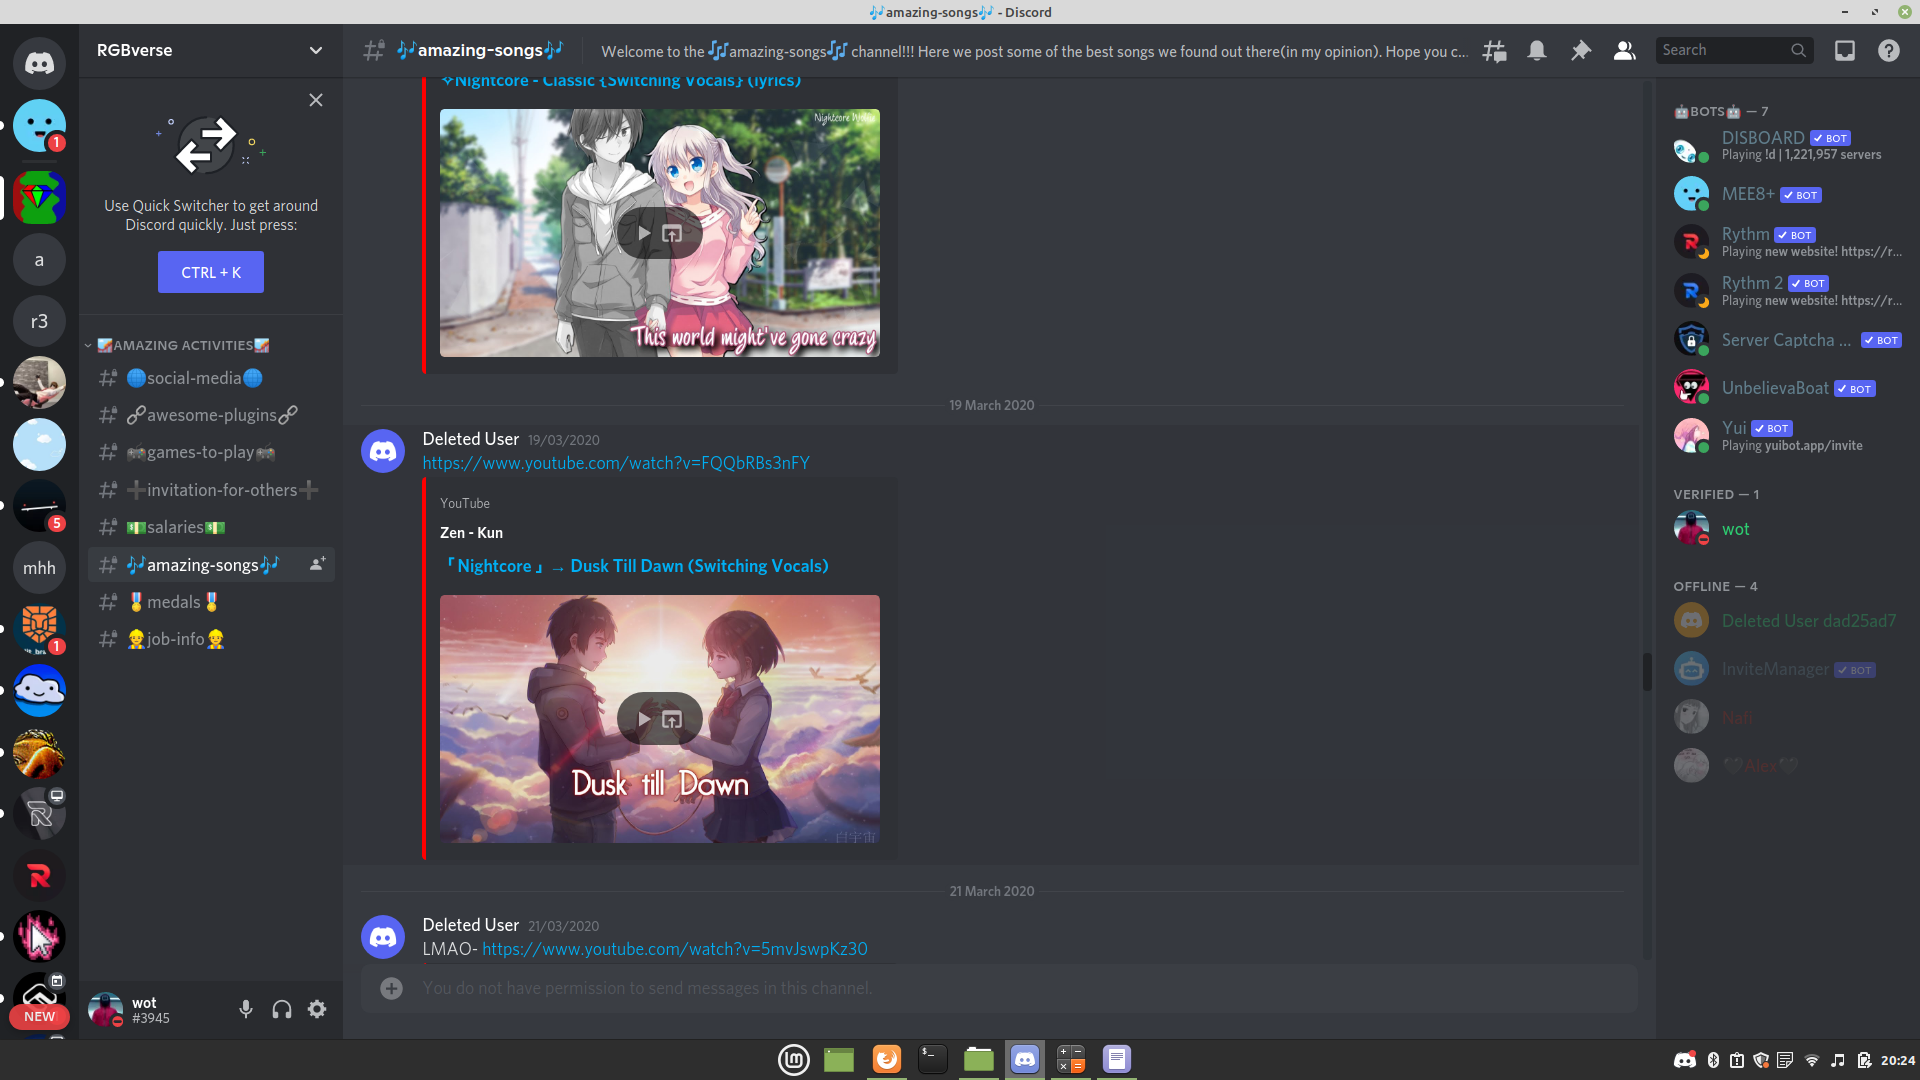 🎶amazing-songs🎶 - Discord
RGBverse
🎶amazing-songs🎶
Welcome to the 🎶amazing-songs🎶 channel!!! Here we post some of the best songs we found out there(in my opinion). Hope you c...
Search
Use Quick Switcher to get around
Discord quickly. Just press:
CTRL + K
a
r3
mhh
1
5
1
NEW
AMAZING ACTIVITIES
🌐social-media🌐
🔗awesome-plugins🔗
🎮games-to-play🎮
➕invitation-for-others➕
💵salaries💵
🎶amazing-songs🎶
🏅medals🏅
👷job-info👷
wot
#3945
✧Nightcore - Classic {Switching Vocals} (lyrics)
This world might've gone crazy
19 March 2020
Deleted User 19/03/2020
https://www.youtube.com/watch?v=FQQbRBs3nFY
YouTube
Zen - Kun
「Nightcore」→ Dusk Till Dawn (Switching Vocals)
Dusk till Dawn
白宇宙
21 March 2020
Deleted User 21/03/2020
LMAO- https://www.youtube.com/watch?v=5mvJswpKz30
You do not have permission to send messages in this channel.
🤖BOTS🤖 — 7
DISBOARD ✓ BOT
Playing !d | 1,221,957 servers
MEE8+ ✓ BOT
Rythm ✓ BOT
Playing new website! https://r...
Rythm 2 ✓ BOT
Playing new website! https://r...
Server Captcha ... ✓ BOT
UnbelievaBoat ✓ BOT
Yui ✓ BOT
Playing yuibot.app/invite
VERIFIED — 1
wot
OFFLINE — 4
Deleted User dad25ad7
InviteManager ✓ BOT
Nafi
🖤Alex🖤
20:24